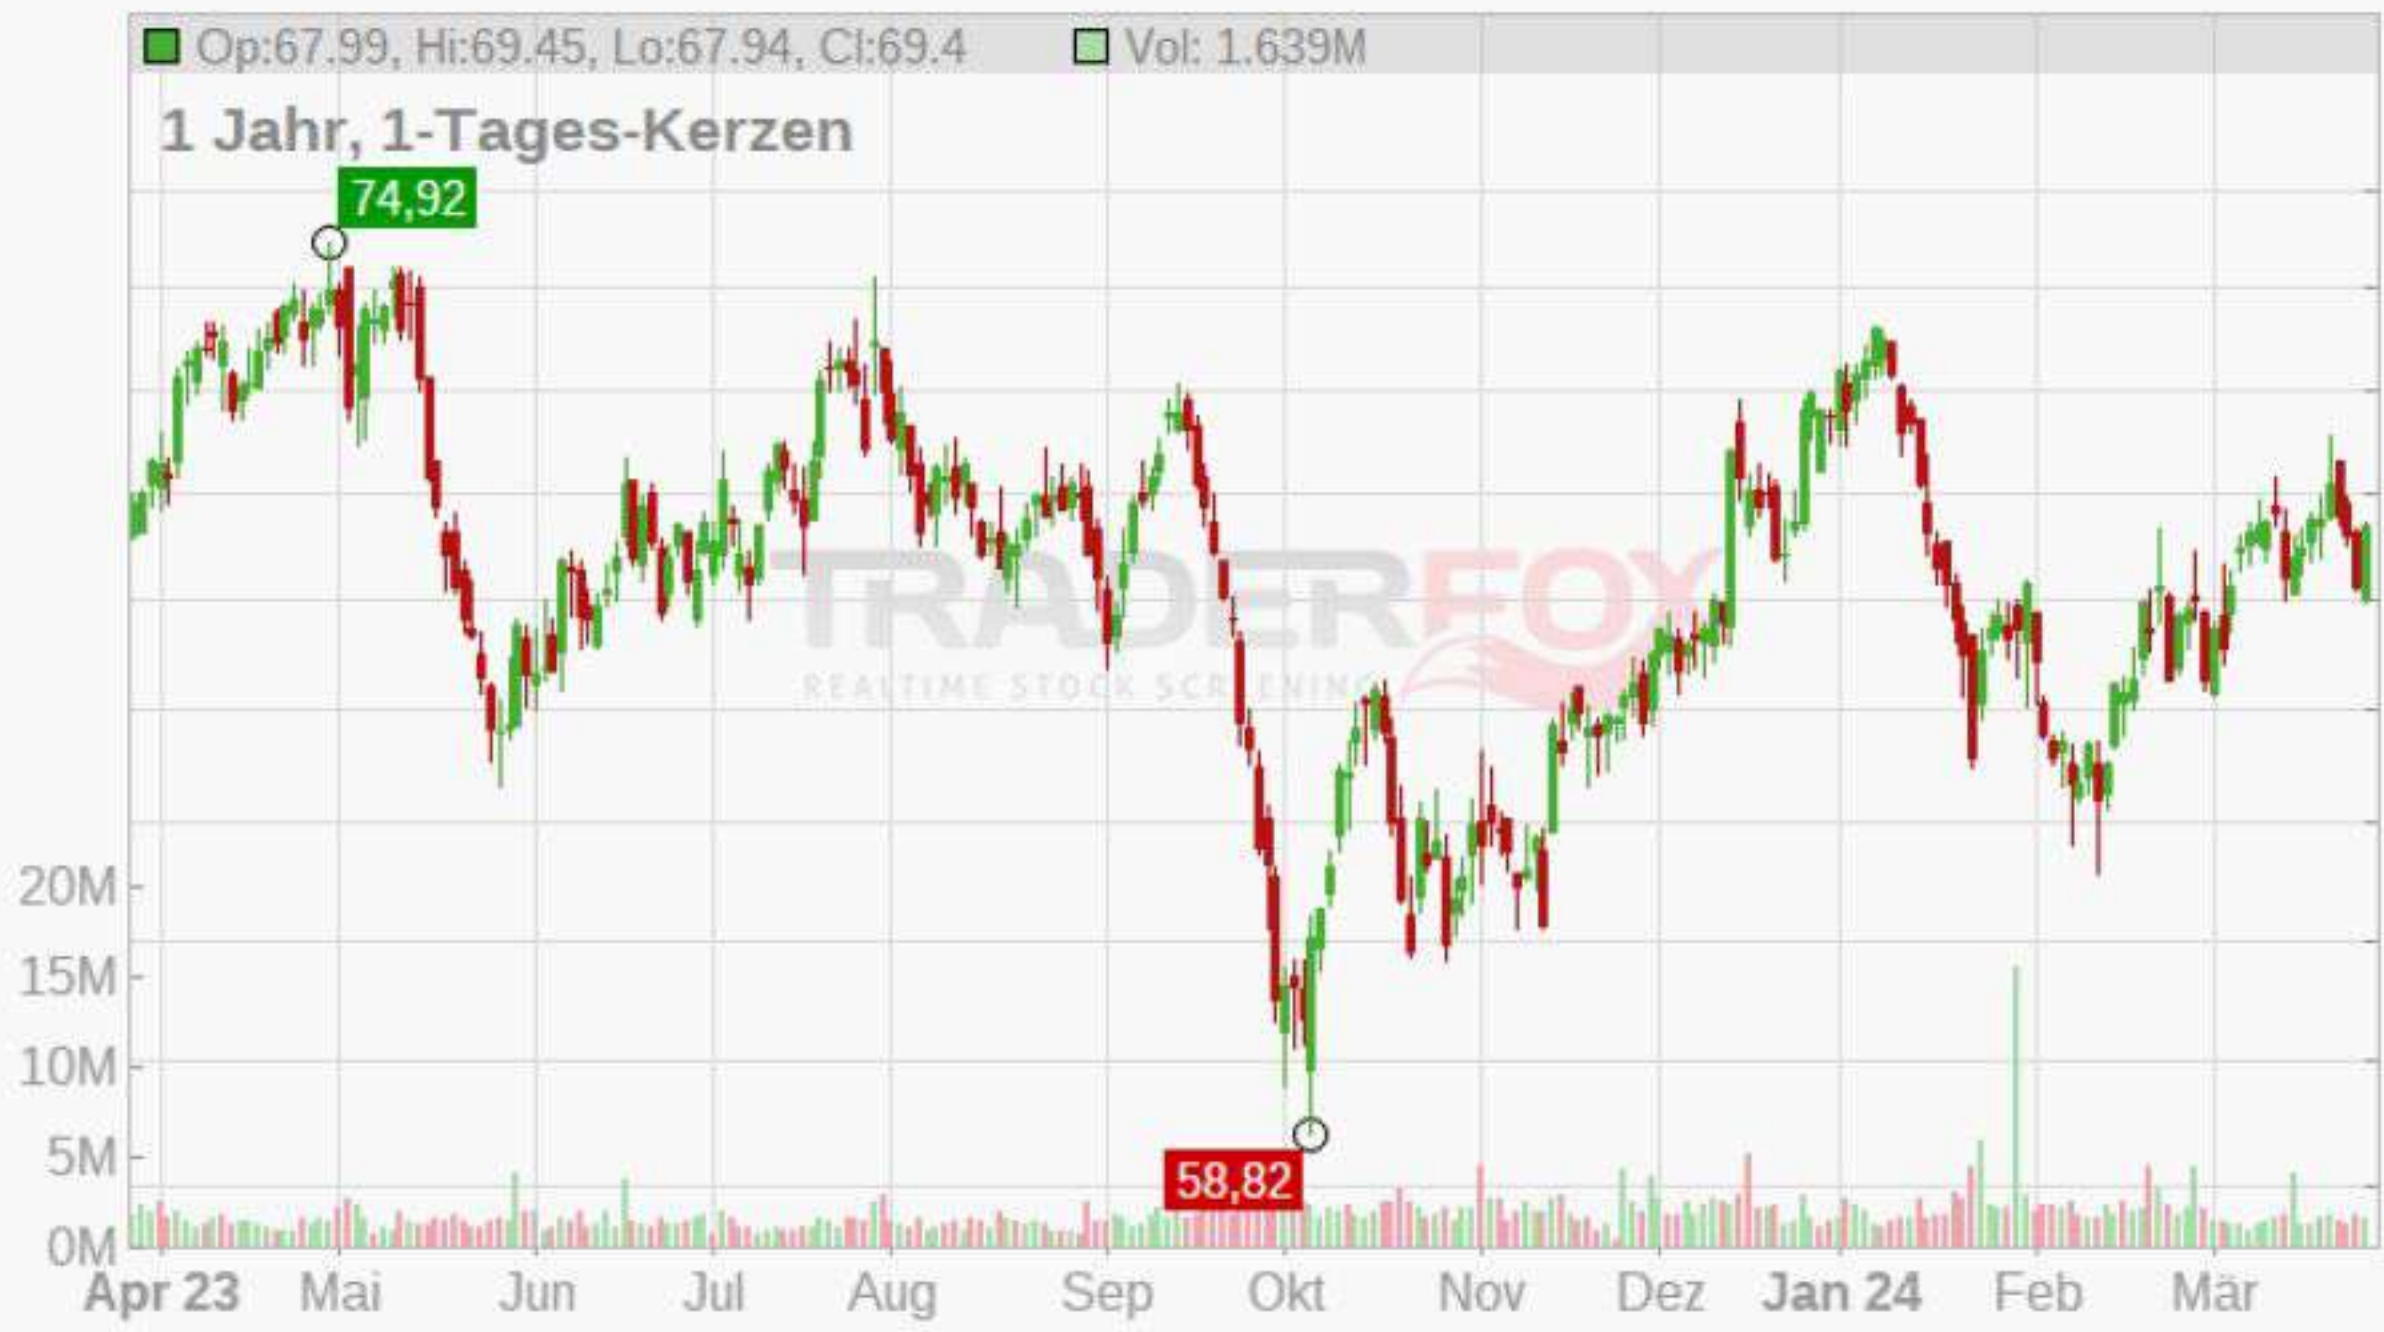 Op:67.99, Hi:69.45, Lo:67.94, Cl:69.4 Vol: 1.639M
1 Jahr, 1-Tages-Kerzen
74,92
TRADERFOX
REALTIME STOCK SCREENING
20M
15M
10M
5M
58,82
0M
Apr 23 Mai Jun Jul Aug Sep Okt Nov Dez Jan 24 Feb Mär